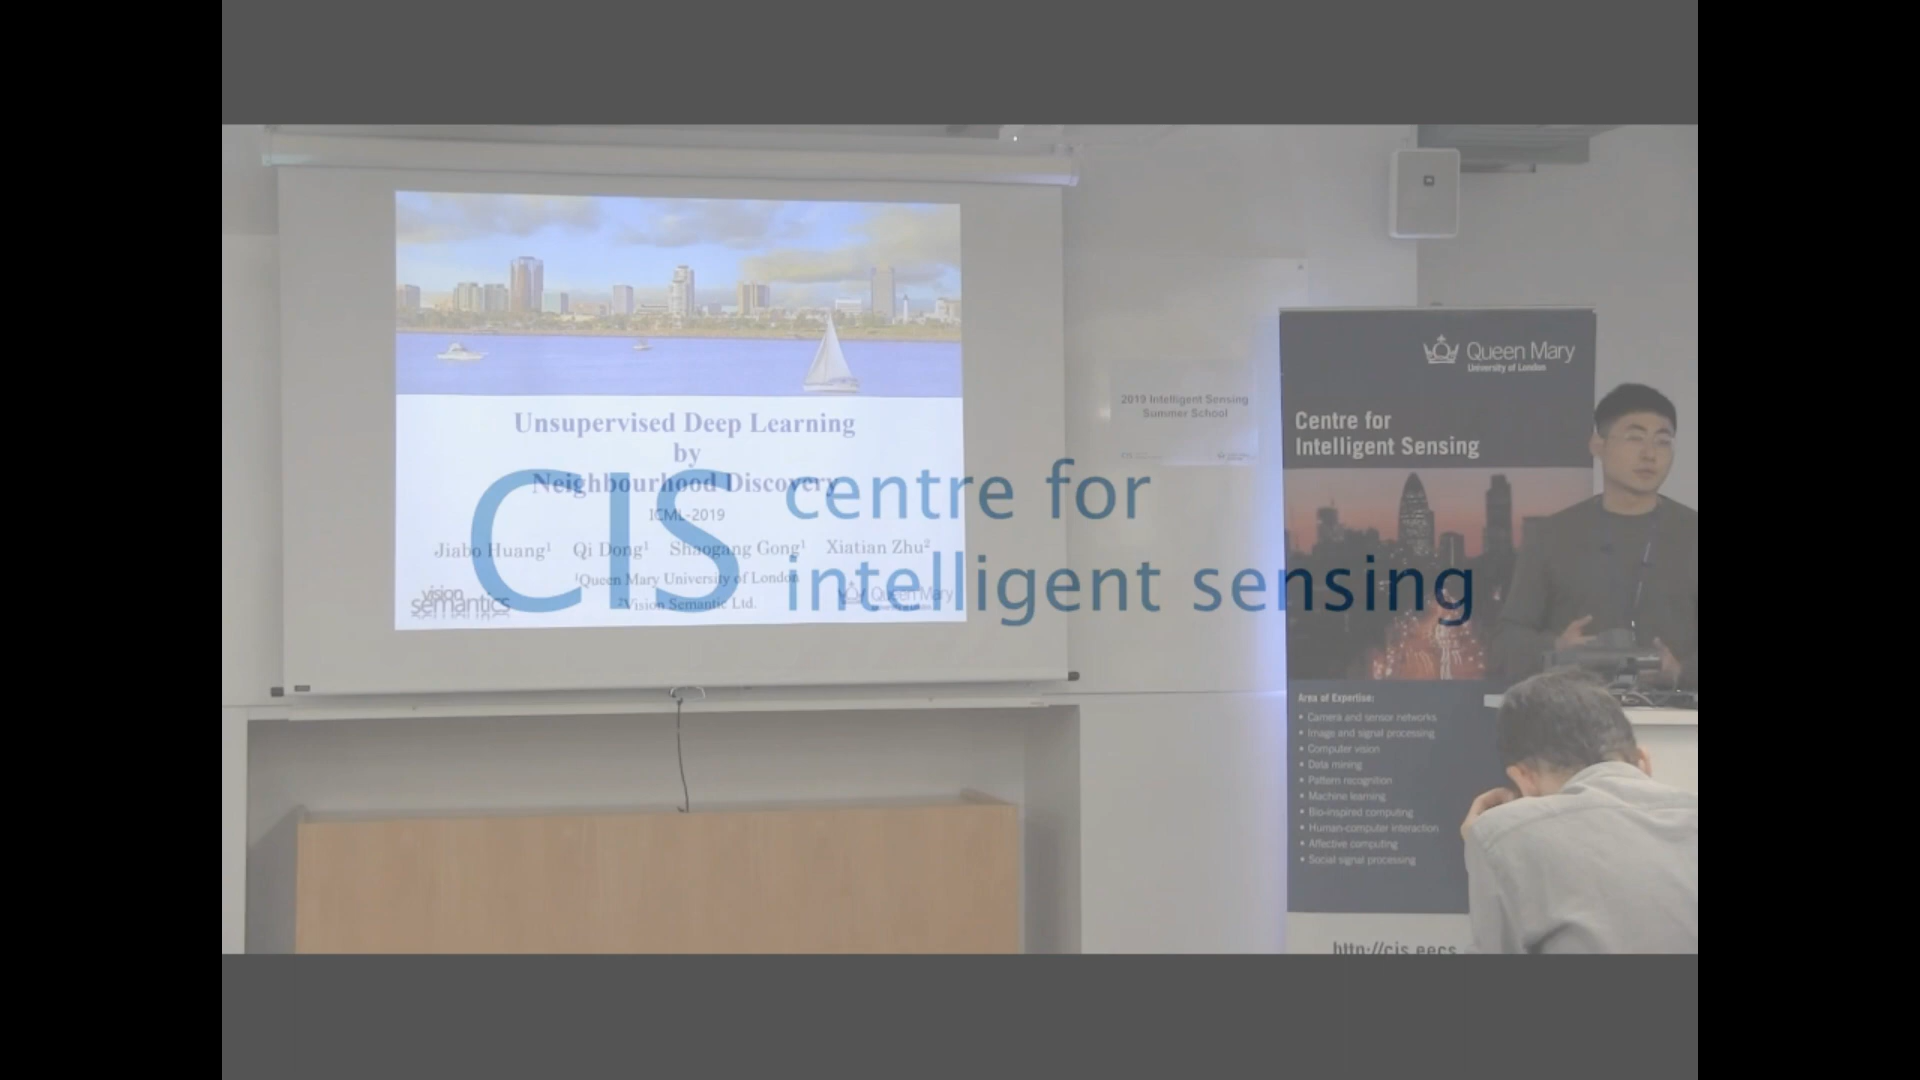 Unsupervised Deep Learning
by
Neighbourhood Discovery
ICML-2019
Jiabo Huang¹ Qi Dong¹ Shaogang Gong¹ Xiatian Zhu²
¹Queen Mary University of London
²Vision Semantic Ltd.
vision
semantics
Queen Mary
CIS centre for
intelligent sensing
2019 Intelligent Sensing
Summer School
Queen Mary
University of London
Centre for
Intelligent Sensing
Area of Expertise:
• Camera and sensor networks
• Image and signal processing
• Computer vision
• Data mining
• Pattern recognition
• Machine learning
• Bio-inspired computing
• Human-computer interaction
• Affective computing
• Social signal processing
http://cis.eecs